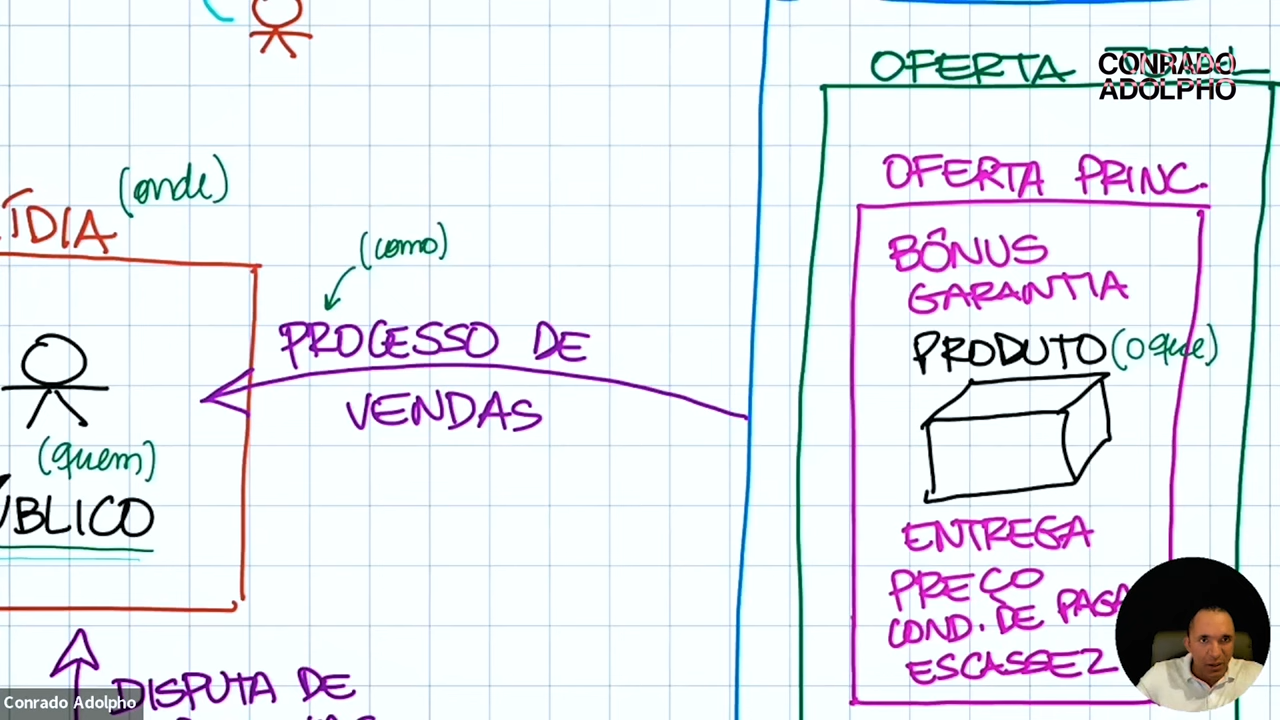 OFERTA TOTAL
CONRADO
ADOLPHO
OFERTA PRINC.
(onde)
ÍDIA
(como)
BÔNUS
GARANTIA
PROCESSO DE
VENDAS
PRODUTO (o que)
(quem)
ÚBLICO
ENTREGA
PREÇO
COND. DE PAGA
ESCASSEZ
DISPUTA DE
Conrado Adolpho